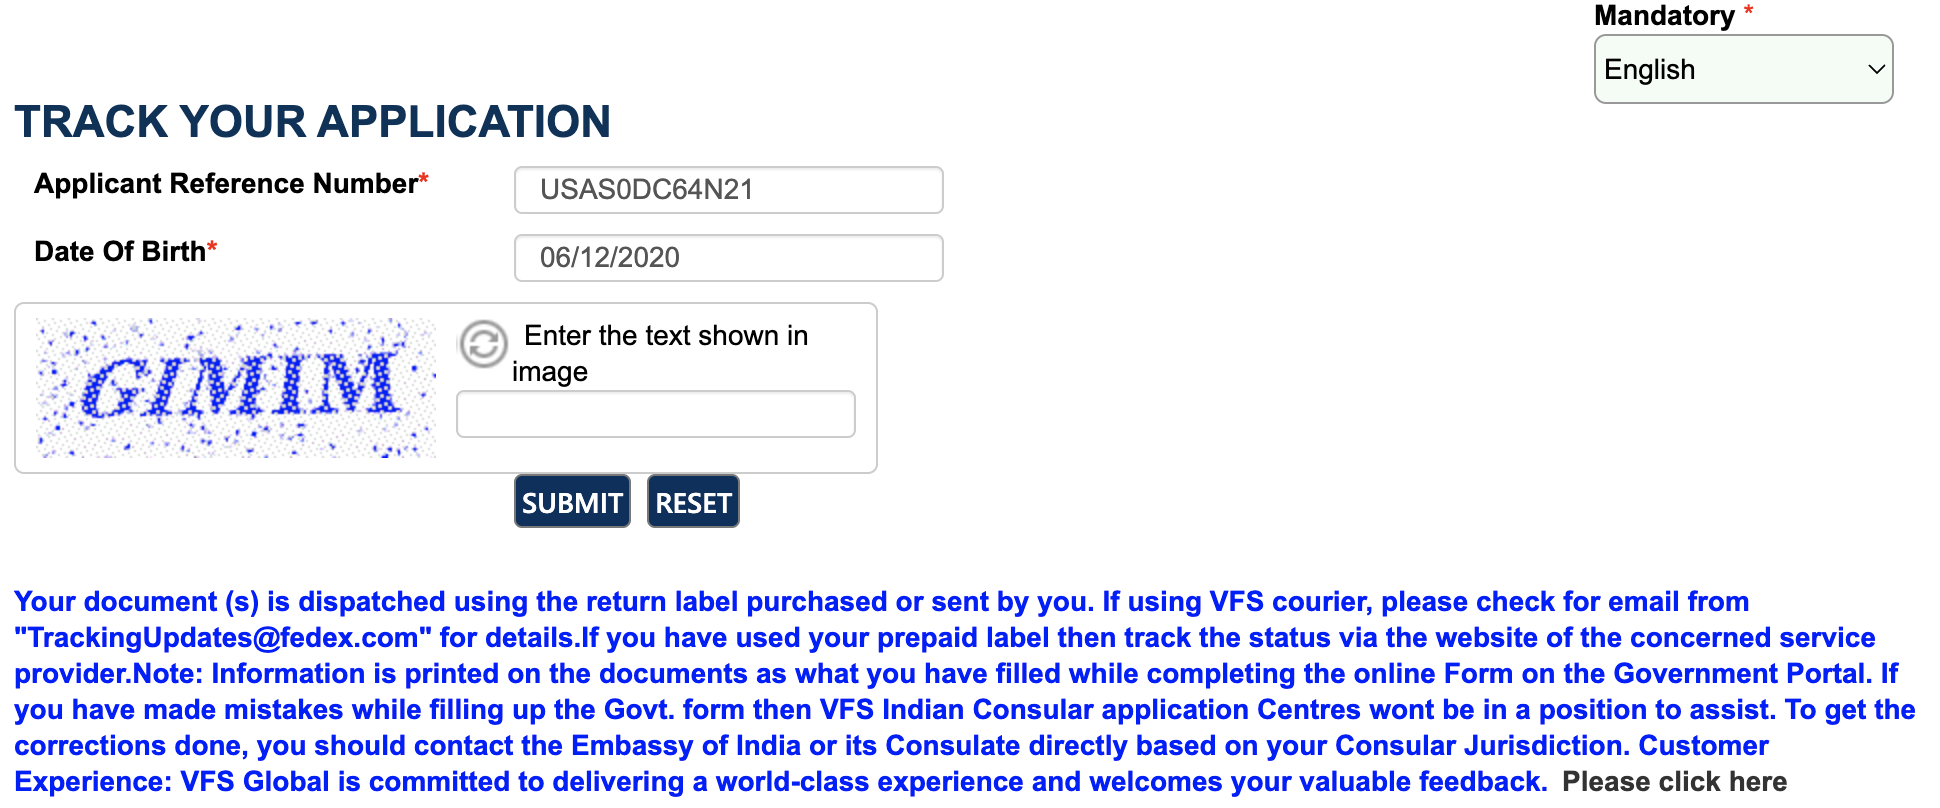 Mandatory *
English
TRACK YOUR APPLICATION
Applicant Reference Number*
USAS0DC64N21
Date Of Birth*
06/12/2020
GIMIM
Enter the text shown in
image
SUBMIT RESET
Your document (s) is dispatched using the return label purchased or sent by you. If using VFS courier, please check for email from
"TrackingUpdates@fedex.com" for details.If you have used your prepaid label then track the status via the website of the concerned service
provider.Note: Information is printed on the documents as what you have filled while completing the online Form on the Government Portal. If
you have made mistakes while filling up the Govt. form then VFS Indian Consular application Centres wont be in a position to assist. To get the
corrections done, you should contact the Embassy of India or its Consulate directly based on your Consular Jurisdiction. Customer
Experience: VFS Global is committed to delivering a world-class experience and welcomes your valuable feedback. Please click here